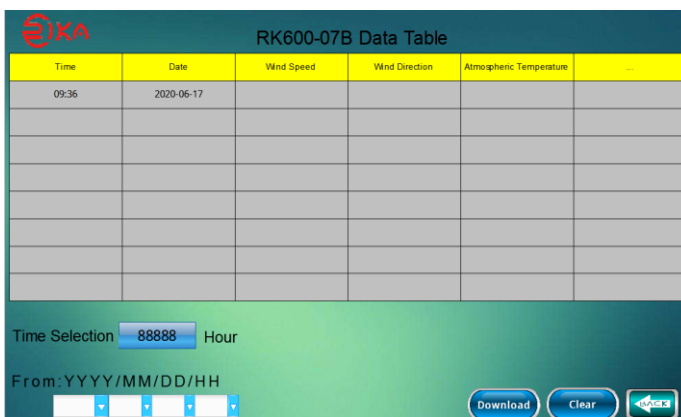 RKA
RK600-07B Data Table
Time Date Wind Speed Wind Direction Atmospheric Temperature ...
09:36 2020-06-17
Time Selection 88888 Hour
From:YYYY/MM/DD/HH
Download Clear BACK